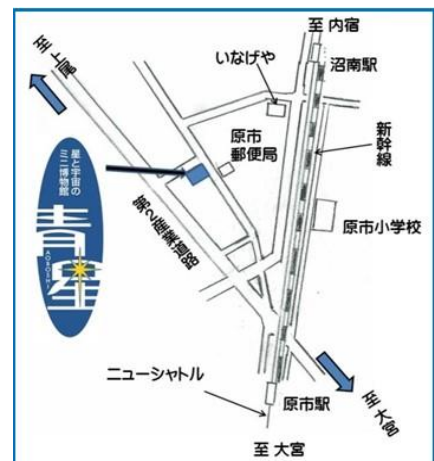 至 内宿
至 上尾
いなげや
沼南駅
新幹線
原市
郵便局
星と宇宙の
ミニ博物館
青星
AOBOSHI
第2産業道路
原市小学校
ニューシャトル
原市駅
至 大宮
至 大宮